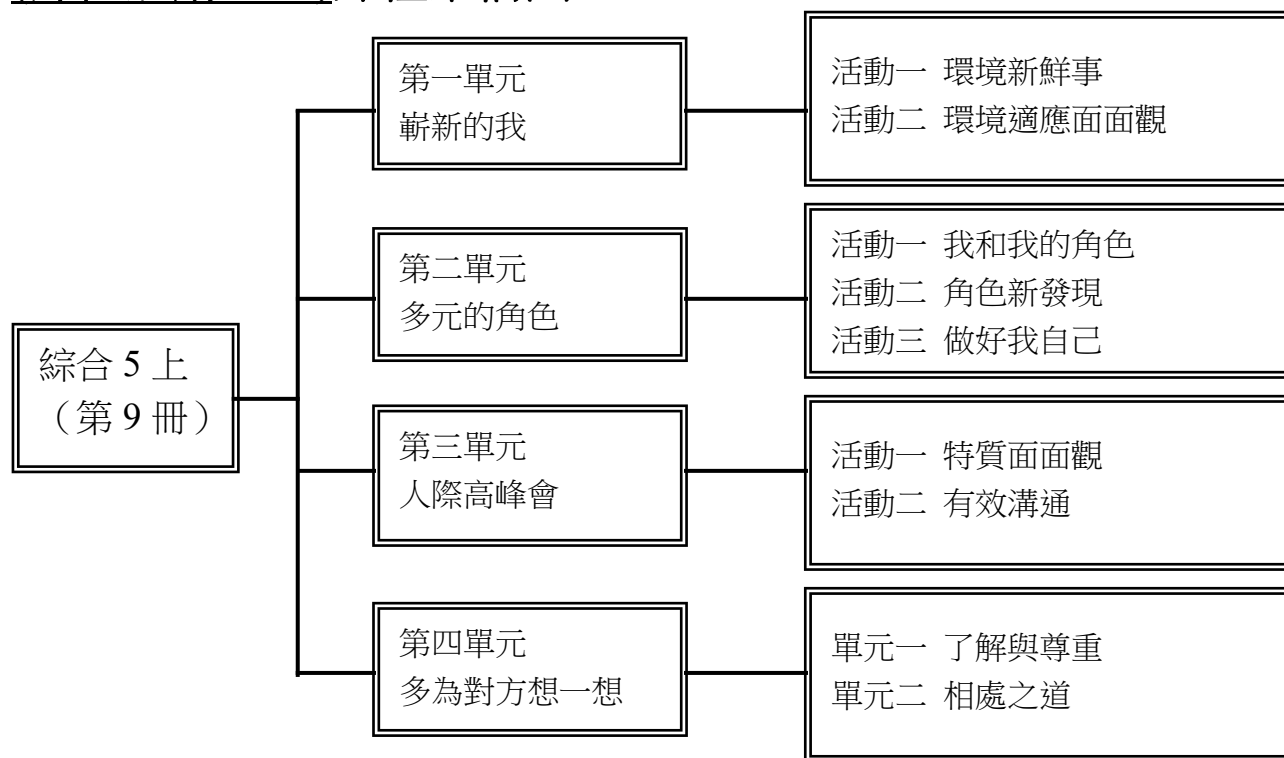 綜合 5 上
（第 9 冊）
第一單元
嶄新的我
活動一 環境新鮮事
活動二 環境適應面面觀
第二單元
多元的角色
活動一 我和我的角色
活動二 角色新發現
活動三 做好我自己
第三單元
人際高峰會
活動一 特質面面觀
活動二 有效溝通
第四單元
多為對方想一想
單元一 了解與尊重
單元二 相處之道